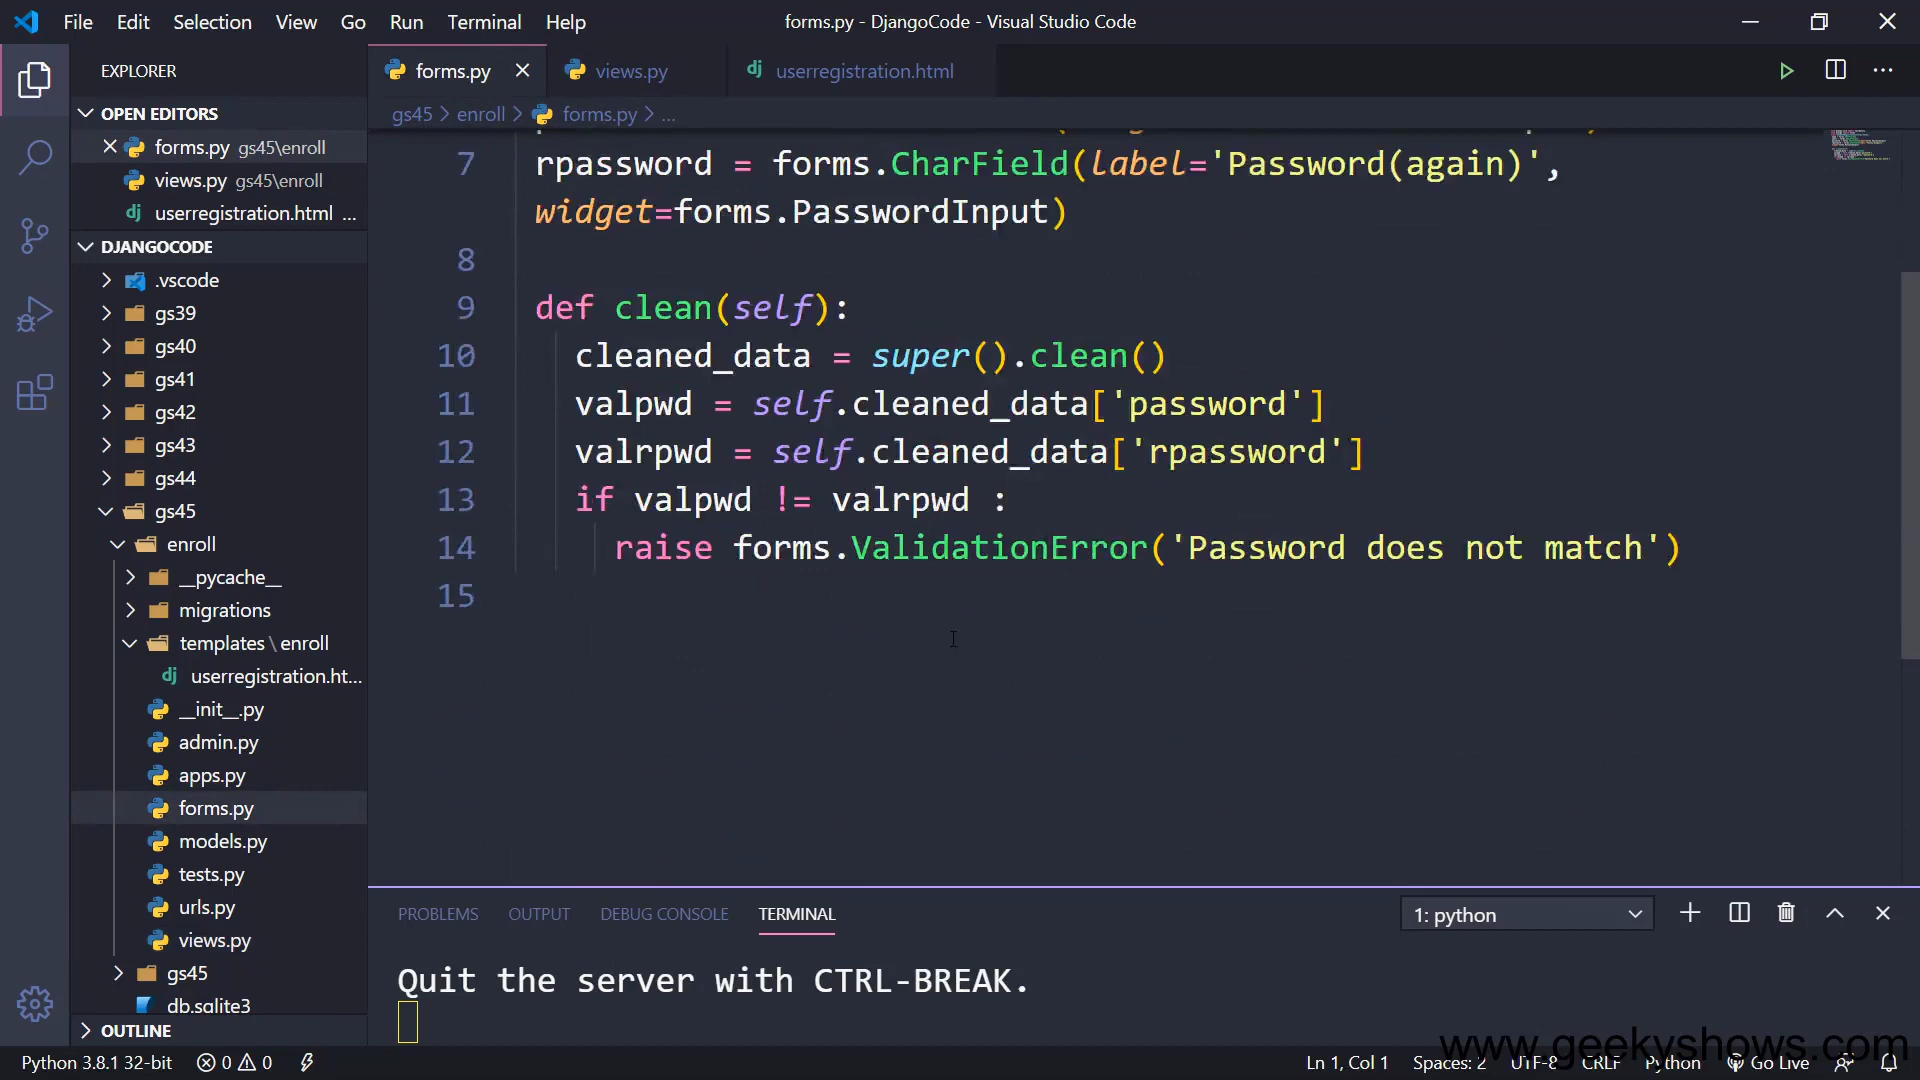 File Edit Selection View Go Run Terminal Help
forms.py - DjangoCode - Visual Studio Code
EXPLORER
OPEN EDITORS
forms.py gs45\enroll
views.py gs45\enroll
userregistration.html ...
DJANGOCODE
.vscode
gs39
gs40
gs41
gs42
gs43
gs44
gs45
enroll
__pycache__
migrations
templates \ enroll
userregistration.ht...
__init__.py
admin.py
apps.py
forms.py
models.py
tests.py
urls.py
views.py
gs45
db.sqlite3
OUTLINE
forms.py views.py userregistration.html
gs45 > enroll > forms.py > ...
7 rpassword = forms.CharField(label='Password(again)',
widget=forms.PasswordInput)
8
9 def clean(self):
10 cleaned_data = super().clean()
11 valpwd = self.cleaned_data['password']
12 valrpwd = self.cleaned_data['rpassword']
13 if valpwd != valrpwd :
14 raise forms.ValidationError('Password does not match')
15
PROBLEMS OUTPUT DEBUG CONSOLE TERMINAL 1: python
Quit the server with CTRL-BREAK.
www.geekyshows.com
Python 3.8.1 32-bit 0 0 Ln 1, Col 1 Spaces: 2 UTF-8 CRLF Python Go Live